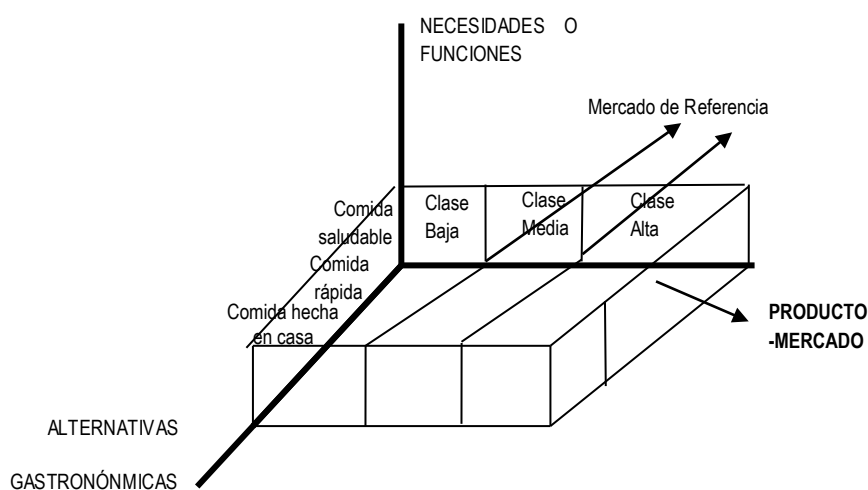 NECESIDADES O
FUNCIONES
Mercado de Referencia
Comida
saludable
Clase
Baja
Clase
Media
Clase
Alta
Comida
rápida
Comida hecha
en casa
PRODUCTO
-MERCADO
ALTERNATIVAS
GASTRONÓNMICAS